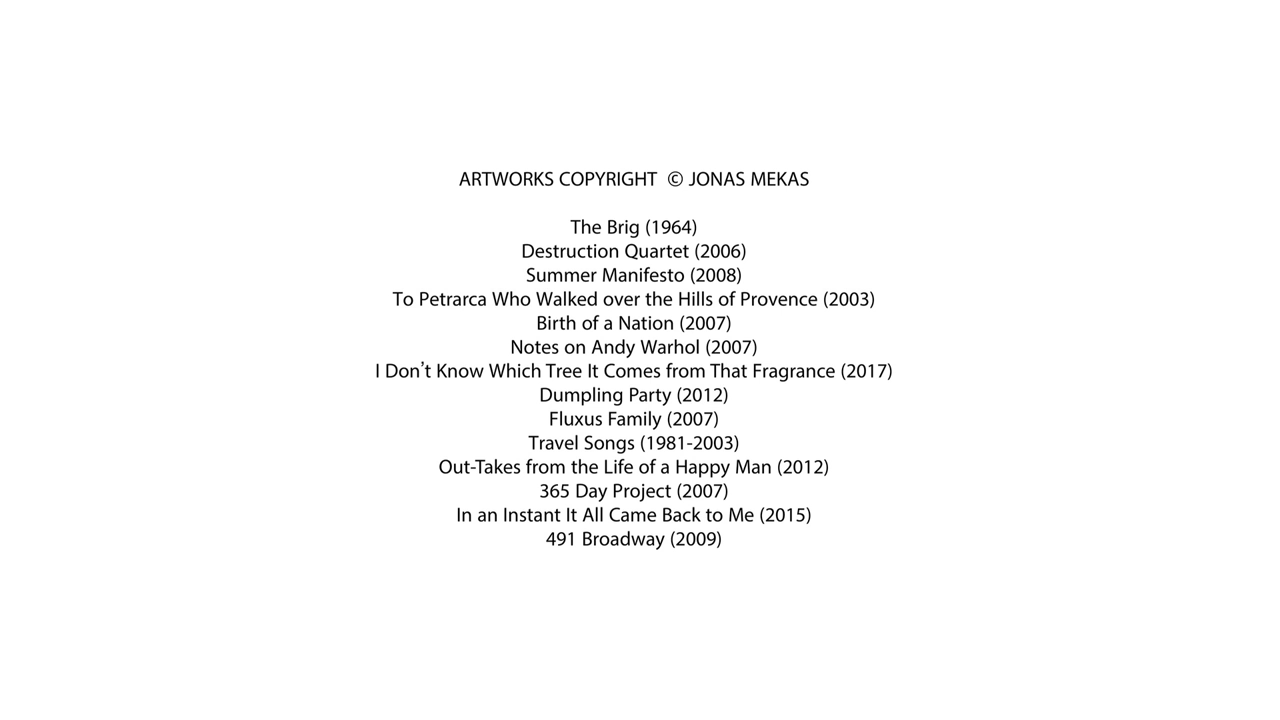 ARTWORKS COPYRIGHT © JONAS MEKAS
The Brig (1964)
Destruction Quartet (2006)
Summer Manifesto (2008)
To Petrarca Who Walked over the Hills of Provence (2003)
Birth of a Nation (2007)
Notes on Andy Warhol (2007)
I Don’t Know Which Tree It Comes from That Fragrance (2017)
Dumpling Party (2012)
Fluxus Family (2007)
Travel Songs (1981-2003)
Out-Takes from the Life of a Happy Man (2012)
365 Day Project (2007)
In an Instant It All Came Back to Me (2015)
491 Broadway (2009)